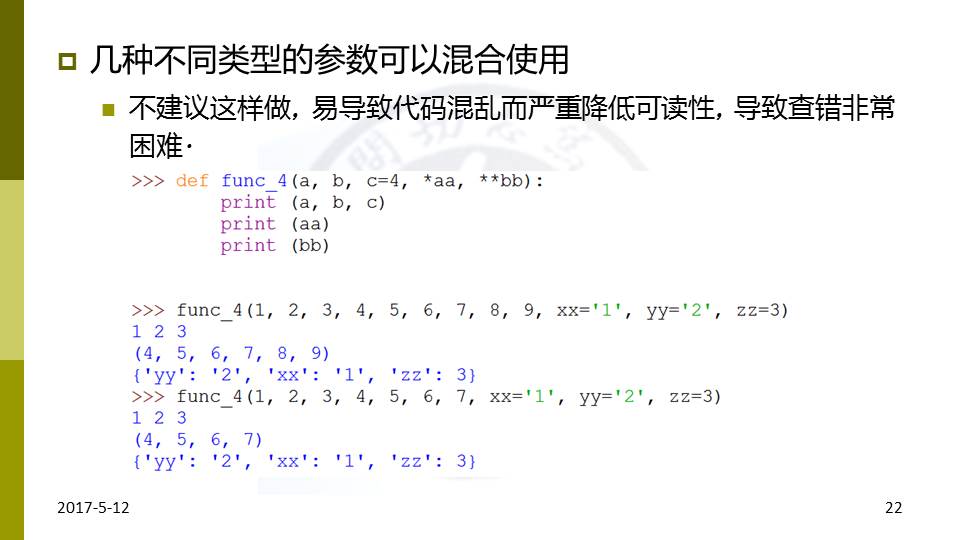 几种不同类型的参数可以混合使用
不建议这样做，易导致代码混乱而严重降低可读性，导致查错非常
困难·
>>> def func_4(a, b, c=4, *aa, **bb):
        print (a, b, c)
        print (aa)
        print (bb)
>>> func_4(1, 2, 3, 4, 5, 6, 7, 8, 9, xx='1', yy='2', zz=3)
1 2 3
(4, 5, 6, 7, 8, 9)
{'yy': '2', 'xx': '1', 'zz': 3}
>>> func_4(1, 2, 3, 4, 5, 6, 7, xx='1', yy='2', zz=3)
1 2 3
(4, 5, 6, 7)
{'yy': '2', 'xx': '1', 'zz': 3}
2017-5-12
22